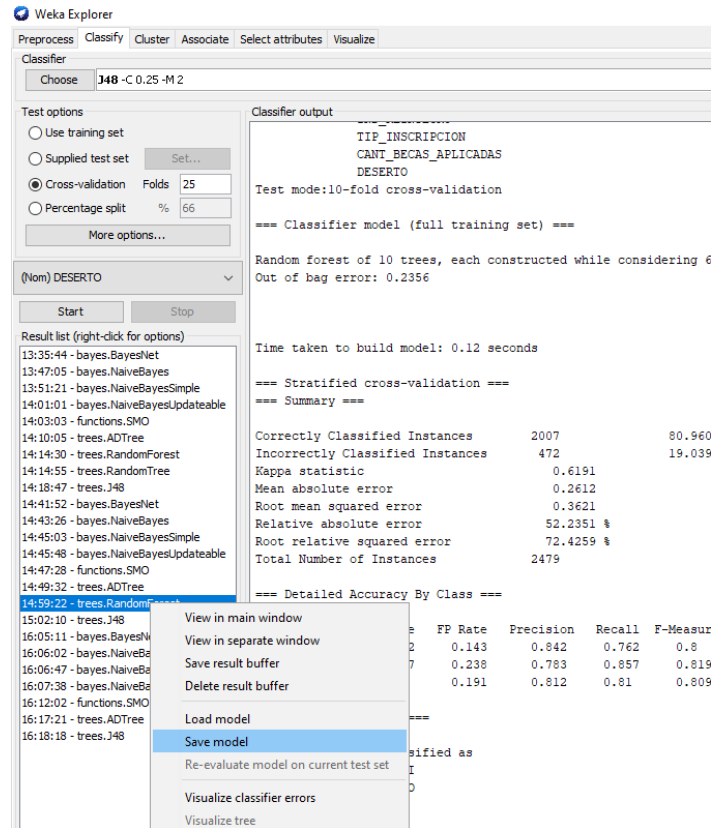 Weka Explorer
Preprocess Classify Cluster Associate Select attributes Visualize
Classifier
Choose J48 -C 0.25 -M 2
Test options
Use training set
Supplied test set Set...
Cross-validation Folds 25
Percentage split % 66
More options...
(Nom) DESERTO
Start Stop
Result list (right-click for options)
13:35:44 - bayes.BayesNet
13:47:05 - bayes.NaiveBayes
13:51:21 - bayes.NaiveBayesSimple
14:01:01 - bayes.NaiveBayesUpdateable
14:03:03 - functions.SMO
14:10:05 - trees.ADTree
14:14:30 - trees.RandomForest
14:14:55 - trees.RandomTree
14:18:47 - trees.J48
14:41:52 - bayes.BayesNet
14:43:26 - bayes.NaiveBayes
14:45:03 - bayes.NaiveBayesSimple
14:45:48 - bayes.NaiveBayesUpdateable
14:47:28 - functions.SMO
14:49:32 - trees.ADTree
14:59:22 - trees.RandomForest
15:02:10 - trees.J48
16:05:11 - bayes.BayesN
16:06:02 - bayes.NaiveBa
16:06:47 - bayes.NaiveBa
16:07:38 - bayes.NaiveBa
16:12:02 - functions.SMO
16:17:21 - trees.ADTree
16:18:18 - trees.J48
Classifier output
TIP_INSCRIPCION
CANT_BECAS_APLICADAS
DESERTO
Test mode:10-fold cross-validation
=== Classifier model (full training set) ===
Random forest of 10 trees, each constructed while considering 6
Out of bag error: 0.2356
Time taken to build model: 0.12 seconds
=== Stratified cross-validation ===
=== Summary ===
Correctly Classified Instances 2007 80.960
Incorrectly Classified Instances 472 19.039
Kappa statistic 0.6191
Mean absolute error 0.2612
Root mean squared error 0.3621
Relative absolute error 52.2351 %
Root relative squared error 72.4259 %
Total Number of Instances 2479
=== Detailed Accuracy By Class ===
e FP Rate Precision Recall F-Measur
2 0.143 0.842 0.762 0.8
7 0.238 0.783 0.857 0.819
0.191 0.812 0.81 0.809
===
sified as
View in main window
View in separate window
Save result buffer
Delete result buffer
Load model
Save model
Re-evaluate model on current test set
Visualize classifier errors
Visualize tree